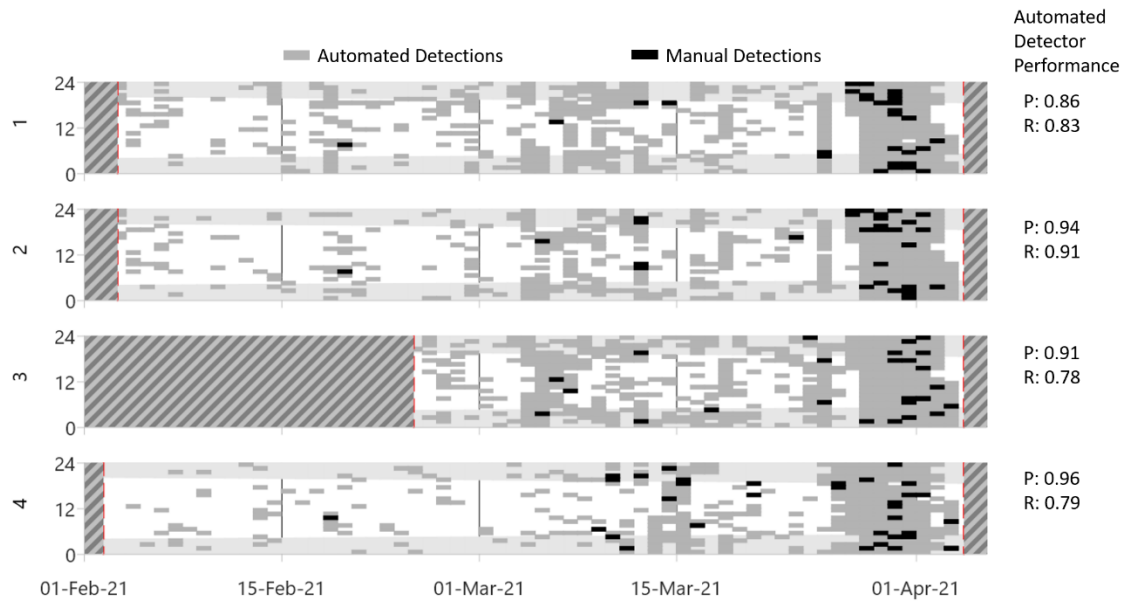 Automated
Detector
Performance
Automated Detections
Manual Detections
24
12
0
1
P: 0.86
R: 0.83
24
12
0
2
P: 0.94
R: 0.91
24
12
0
3
P: 0.91
R: 0.78
24
12
0
4
P: 0.96
R: 0.79
01-Feb-21
15-Feb-21
01-Mar-21
15-Mar-21
01-Apr-21